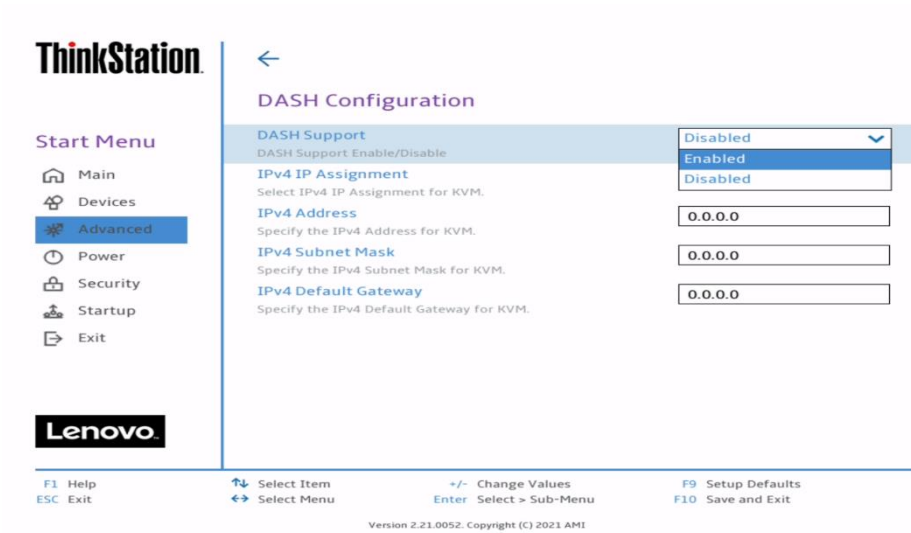 ThinkStation
Start Menu
Main
Devices
Advanced
Power
Security
Startup
Exit
Lenovo.
DASH Configuration
DASH Support
DASH Support Enable/Disable
Disabled
Enabled
Disabled
IPv4 IP Assignment
Select IPv4 IP Assignment for KVM.
IPv4 Address
Specify the IPv4 Address for KVM.
0.0.0.0
IPv4 Subnet Mask
Specify the IPv4 Subnet Mask for KVM.
0.0.0.0
IPv4 Default Gateway
Specify the IPv4 Default Gateway for KVM.
0.0.0.0
F1 Help
ESC Exit
Select Item
Select Menu
+/- Change Values
Enter Select > Sub-Menu
F9 Setup Defaults
F10 Save and Exit
Version 2.21.0052. Copyright (C) 2021 AMI